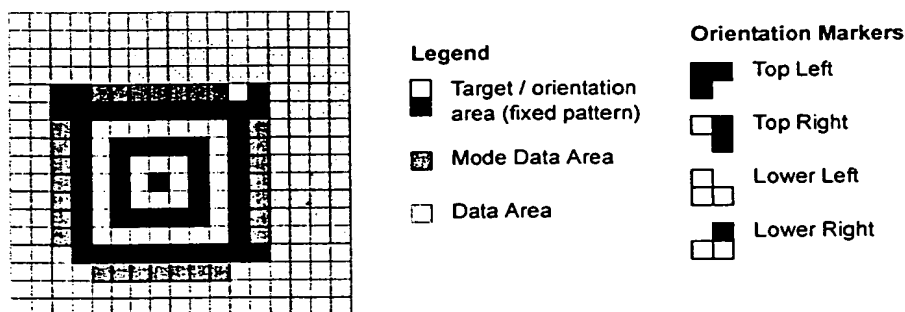 Legend
Target / orientation
area (fixed pattern)
Mode Data Area
Data Area
Orientation Markers
Top Left
Top Right
Lower Left
Lower Right